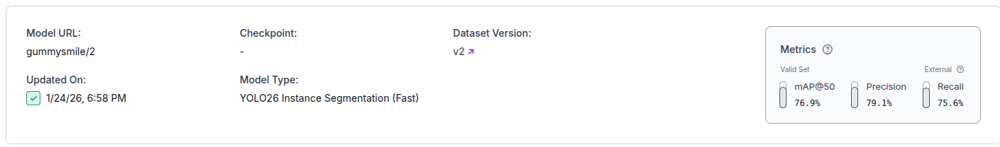 Model URL:
gummysmile/2
Checkpoint:
-
Dataset Version:
v2
Updated On:
1/24/26, 6:58 PM
Model Type:
YOLO26 Instance Segmentation (Fast)
Metrics
Valid Set
External
mAP@50
76.9%
Precision
79.1%
Recall
75.6%